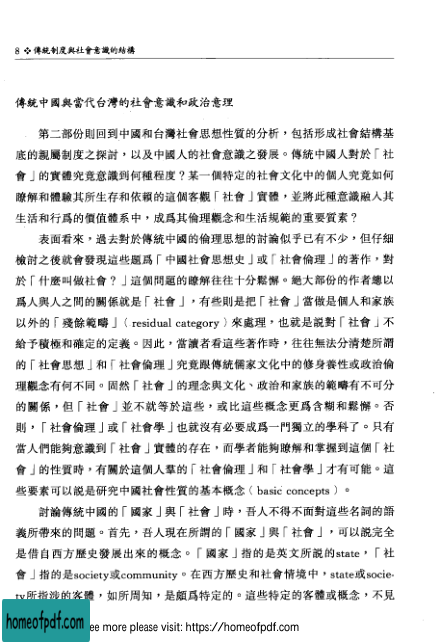 8 ❖ 傳統制度與社會意識的結構
傳統中國與當代台灣的社會意識和政治意理
第二部份則回到中國和台灣社會思想性質的分析，包括形成社會結構基
底的親屬制度之探討，以及中國人的社會意識之發展。傳統中國人對於「社
會」的實體究竟意識到何種程度？某一個特定的社會文化中的個人究竟如何
瞭解和體驗其所生存和依賴的這個客觀「社會」實體，並將此種意識融入其
生活和行爲的價值體系中，成爲其倫理觀念和生活規範的重要質素？
表面看來，過去對於傳統中國的倫理思想的討論似乎已有不少，但仔細
檢討之後就會發現這些題爲「中國社會思想史」或「社會倫理」的著作，對
於「什麼叫做社會？」這個問題的瞭解往往十分鬆懈。絕大部份的作者總以
爲人與人之間的關係就是「社會」，有些則是把「社會」當做是個人和家族
以外的「殘餘範疇」（residual category）來處理，也就是說對「社會」不
給予積極和確定的定義。因此，當讀者看這些著作時，往往無法分清楚所謂
的「社會思想」和「社會倫理」究竟跟傳統儒家文化中的修身養性或政治倫
理觀念有何不同。固然「社會」的理念與文化、政治和家族的範疇有不可分
的關係，但「社會」並不就等於這些，或比這些概念更爲含糊和鬆懈。否
則，「社會倫理」或「社會學」也就沒有必要成爲一門獨立的學科了。只有
當人們能夠意識到「社會」實體的存在，而學者能夠瞭解和掌握到這個「社
會」的性質時，有關於這個人羣的「社會倫理」和「社會學」才有可能。這
些要素可以說是研究中國社會性質的基本概念（basic concepts）。
討論傳統中國的「國家」與「社會」時，吾人不得不面對這些名詞的語
義所帶來的問題。首先，吾人現在所謂的「國家」與「社會」，可以說完全
是借自西方歷史發展出來的概念。「國家」指的是英文所說的state，「社
會」指的是society或community。在西方歷史和社會情境中，state或socie-
ty所指涉的客體，如所周知，是頗爲特定的。這些特定的客體或概念，不見
homeofpdf.com
ee more please visit: https://homeofpdf.com